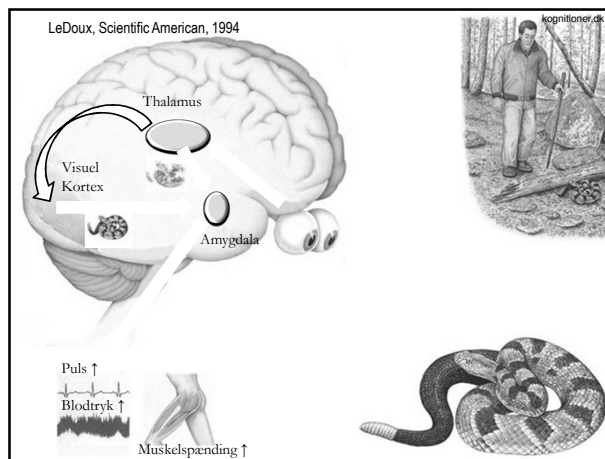 LeDoux, Scientific American, 1994
kognitioner.dk
Thalamus
Visuel
Kortex
Amygdala
Puls ↑
Blodtryk ↑
Muskelspænding ↑